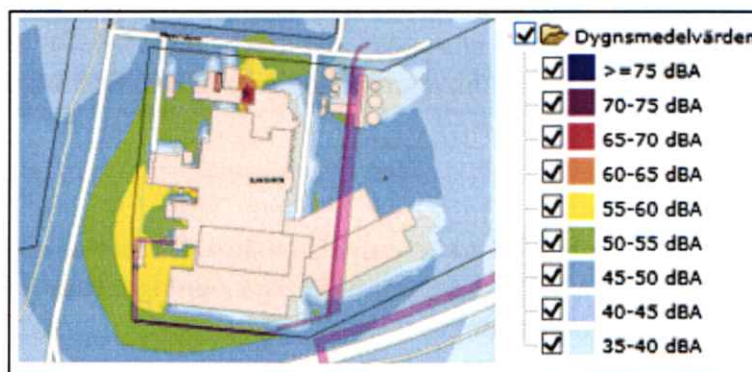 Dygnsmedelvärden
>=75 dBA
70-75 dBA
65-70 dBA
60-65 dBA
55-60 dBA
50-55 dBA
45-50 dBA
40-45 dBA
35-40 dBA